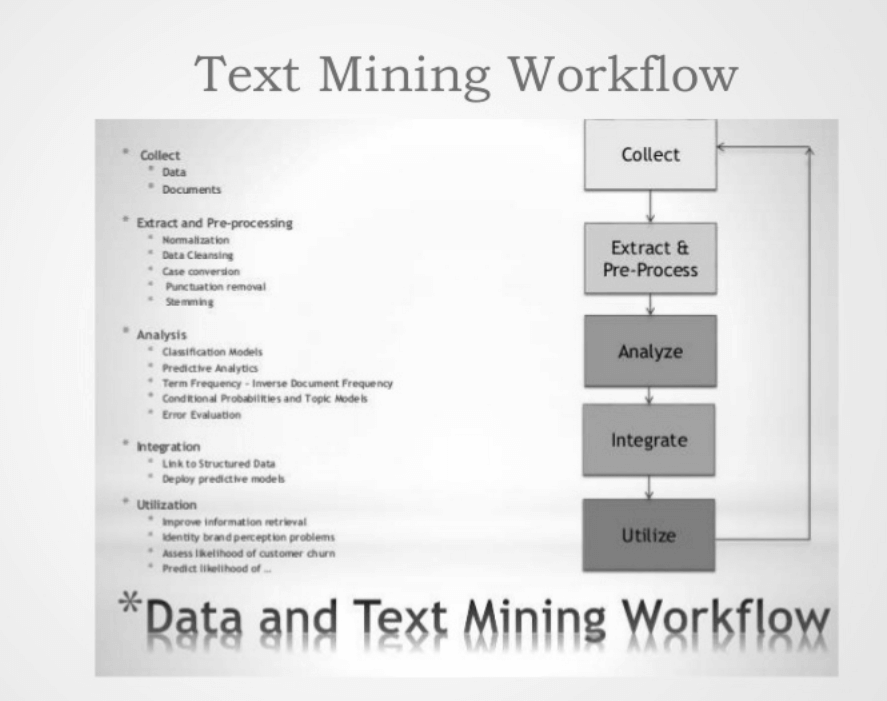 Text Mining Workflow
* Collect
* Data
* Documents
* Extract and Pre-processing
* Normalization
* Data Cleansing
* Case conversion
* Punctuation removal
* Stemming
* Analysis
* Classification Models
* Predictive Analytics
* Term Frequency - Inverse Document Frequency
* Conditional Probabilities and Topic Models
* Error Evaluation
* Integration
* Link to Structured Data
* Deploy predictive models
* Utilization
* Improve information retrieval
* Identity brand perception problems
* Assess likelihood of customer churn
* Predict likelihood of ...
Collect
Extract &
Pre-Process
Analyze
Integrate
Utilize
*Data and Text Mining Workflow